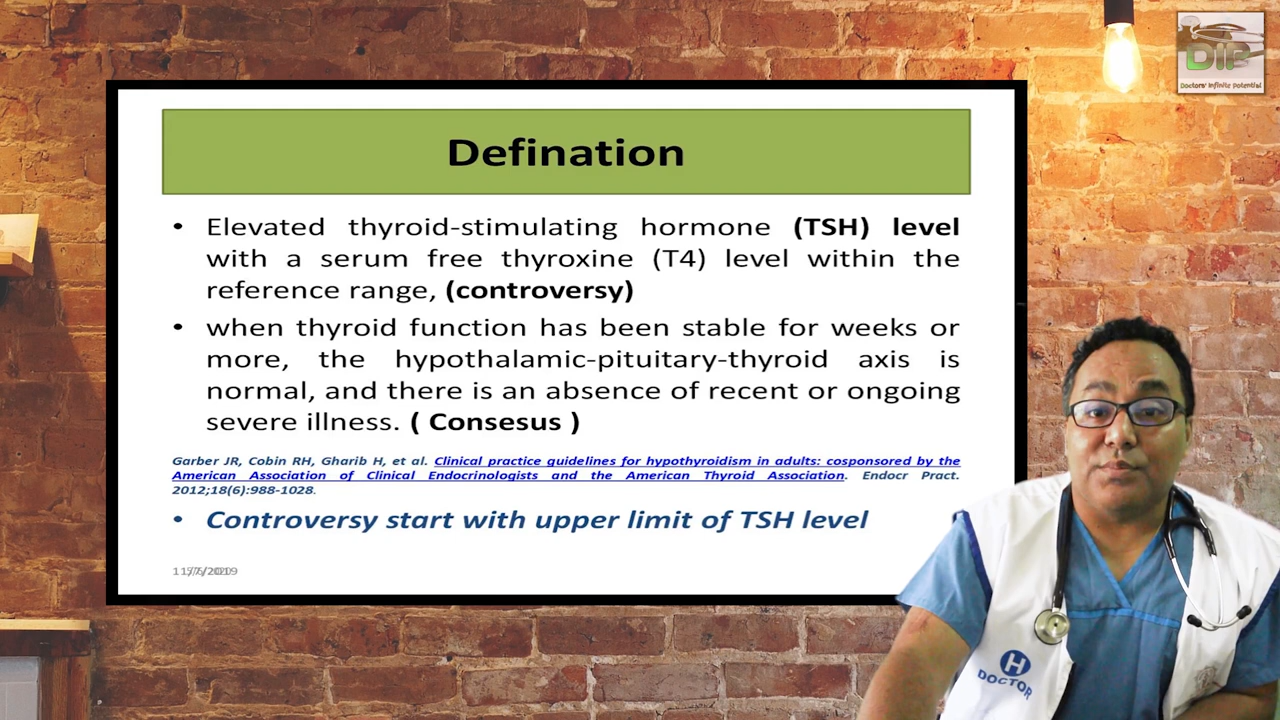 DIP
Doctors' Infinite Potential
Defination
• Elevated thyroid-stimulating hormone (TSH) level
with a serum free thyroxine (T4) level within the
reference range, (controversy)
• when thyroid function has been stable for weeks or
more, the hypothalamic-pituitary-thyroid axis is
normal, and there is an absence of recent or ongoing
severe illness. ( Consesus )
Garber JR, Cobin RH, Gharib H, et al. Clinical practice guidelines for hypothyroidism in adults: cosponsored by the
American Association of Clinical Endocrinologists and the American Thyroid Association. Endocr Pract.
2012;18(6):988-1028.
• Controversy start with upper limit of TSH level
H
DOCTOR